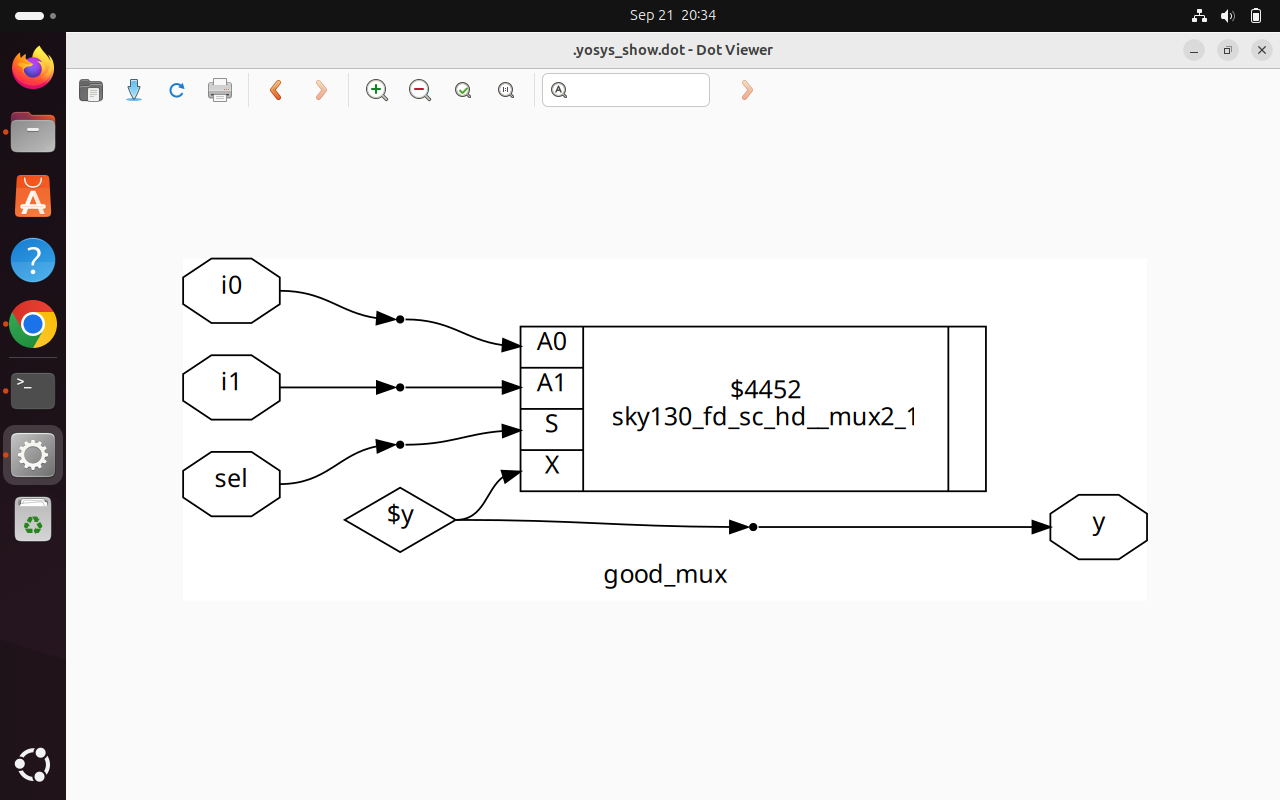 Sep 21 20:34
.yosys_show.dot - Dot Viewer
i0
i1
sel
A0
A1
S
X
$4452
sky130_fd_sc_hd__mux2_1
$y
y
good_mux